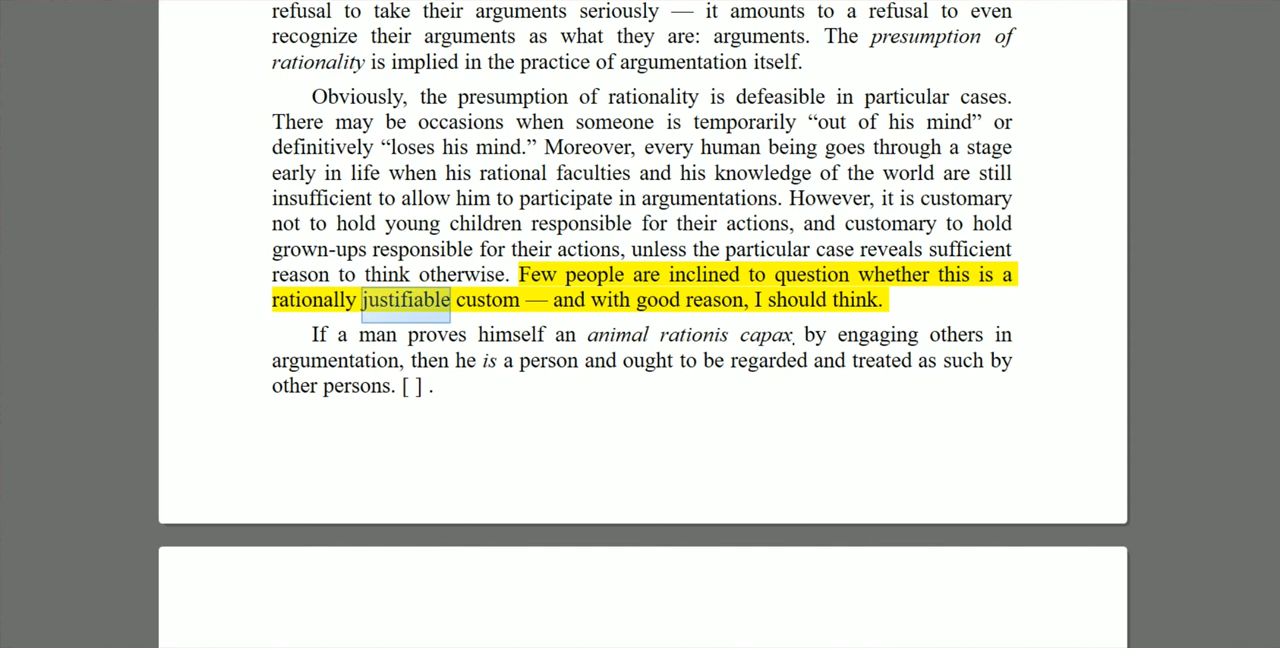 refusal to take their arguments seriously — it amounts to a refusal to even
recognize their arguments as what they are: arguments. The presumption of
rationality is implied in the practice of argumentation itself.
Obviously, the presumption of rationality is defeasible in particular cases.
There may be occasions when someone is temporarily “out of his mind” or
definitively “loses his mind.” Moreover, every human being goes through a stage
early in life when his rational faculties and his knowledge of the world are still
insufficient to allow him to participate in argumentations. However, it is customary
not to hold young children responsible for their actions, and customary to hold
grown-ups responsible for their actions, unless the particular case reveals sufficient
reason to think otherwise. Few people are inclined to question whether this is a
rationally justifiable custom — and with good reason, I should think.
If a man proves himself an animal rationis capax, by engaging others in
argumentation, then he is a person and ought to be regarded and treated as such by
other persons. [ ] .